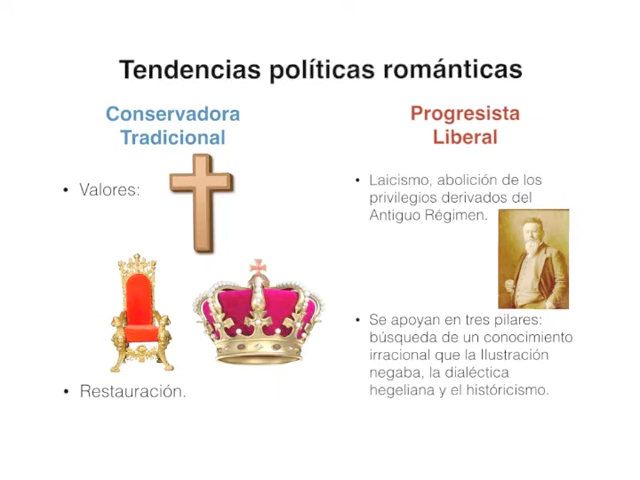 Tendencias políticas románticas
Conservadora
Tradicional
• Valores:
• Restauración.
Progresista
Liberal
• Laicismo, abolición de los
privilegios derivados del
Antiguo Régimen.
• Se apoyan en tres pilares:
búsqueda de un conocimiento
irracional que la Ilustración
negaba, la dialéctica
hegeliana y el históricismo.